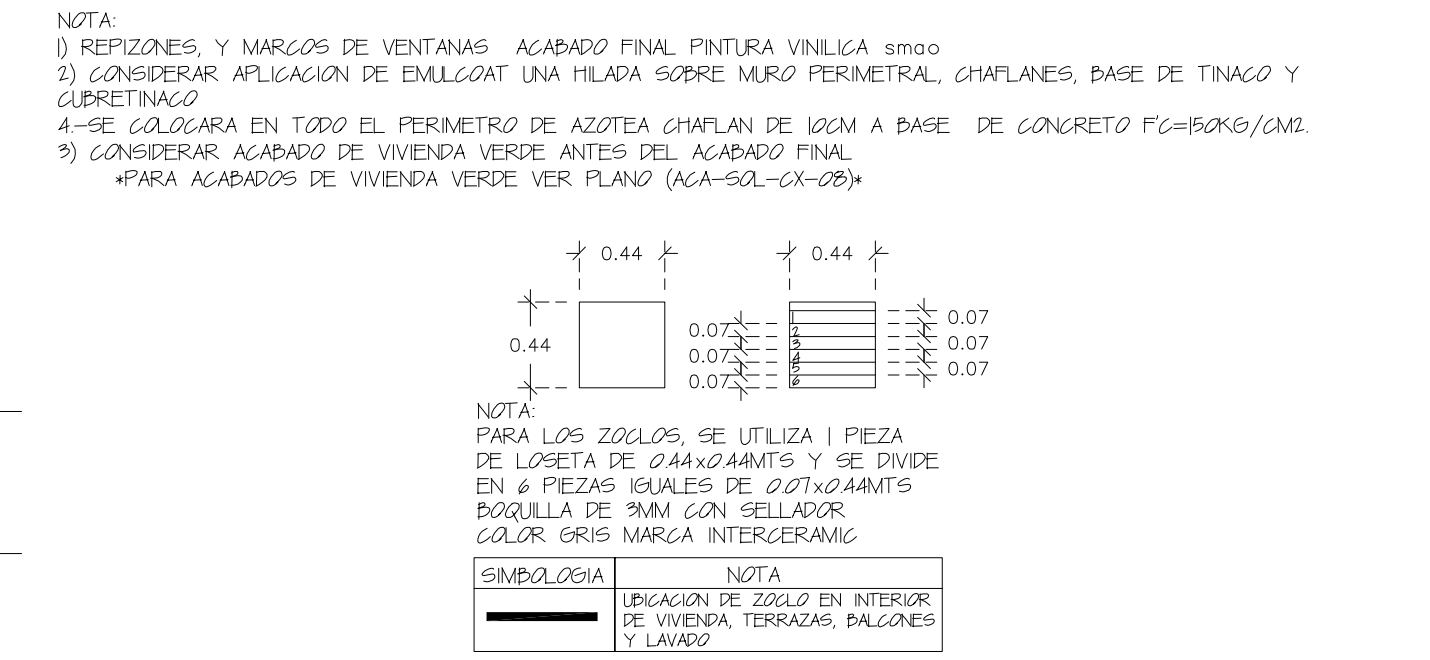 NOTA:
1) REPIZONES, Y MARCOS DE VENTANAS ACABADO FINAL PINTURA VINILICA smao
2) CONSIDERAR APLICACION DE EMULCOAT UNA HILADA SOBRE MURO PERIMETRAL, CHAFLANES, BASE DE TINACO Y
CUBRETINACO
4.-SE COLOCARA EN TODO EL PERIMETRO DE AZOTEA CHAFLAN DE 10CM A BASE DE CONCRETO F'C=150KG/CM2.
3) CONSIDERAR ACABADO DE VIVIENDA VERDE ANTES DEL ACABADO FINAL
*PARA ACABADOS DE VIVIENDA VERDE VER PLANO (ACA-SOL-CX-08)*
0.44
0.44
0.44
0.07
0.07
0.07
1
2
3
4
5
6
0.07
0.07
0.07
NOTA:
PARA LOS ZOCLOS, SE UTILIZA 1 PIEZA
DE LOSETA DE 0.44x0.44MTS Y SE DIVIDE
EN 6 PIEZAS IGUALES DE 0.07x0.44MTS
BOQUILLA DE 3MM CON SELLADOR
COLOR GRIS MARCA INTERCERAMIC
SIMBOLOGIA
NOTA
UBICACION DE ZOCLO EN INTERIOR
DE VIVIENDA, TERRAZAS, BALCONES
Y LAVADO